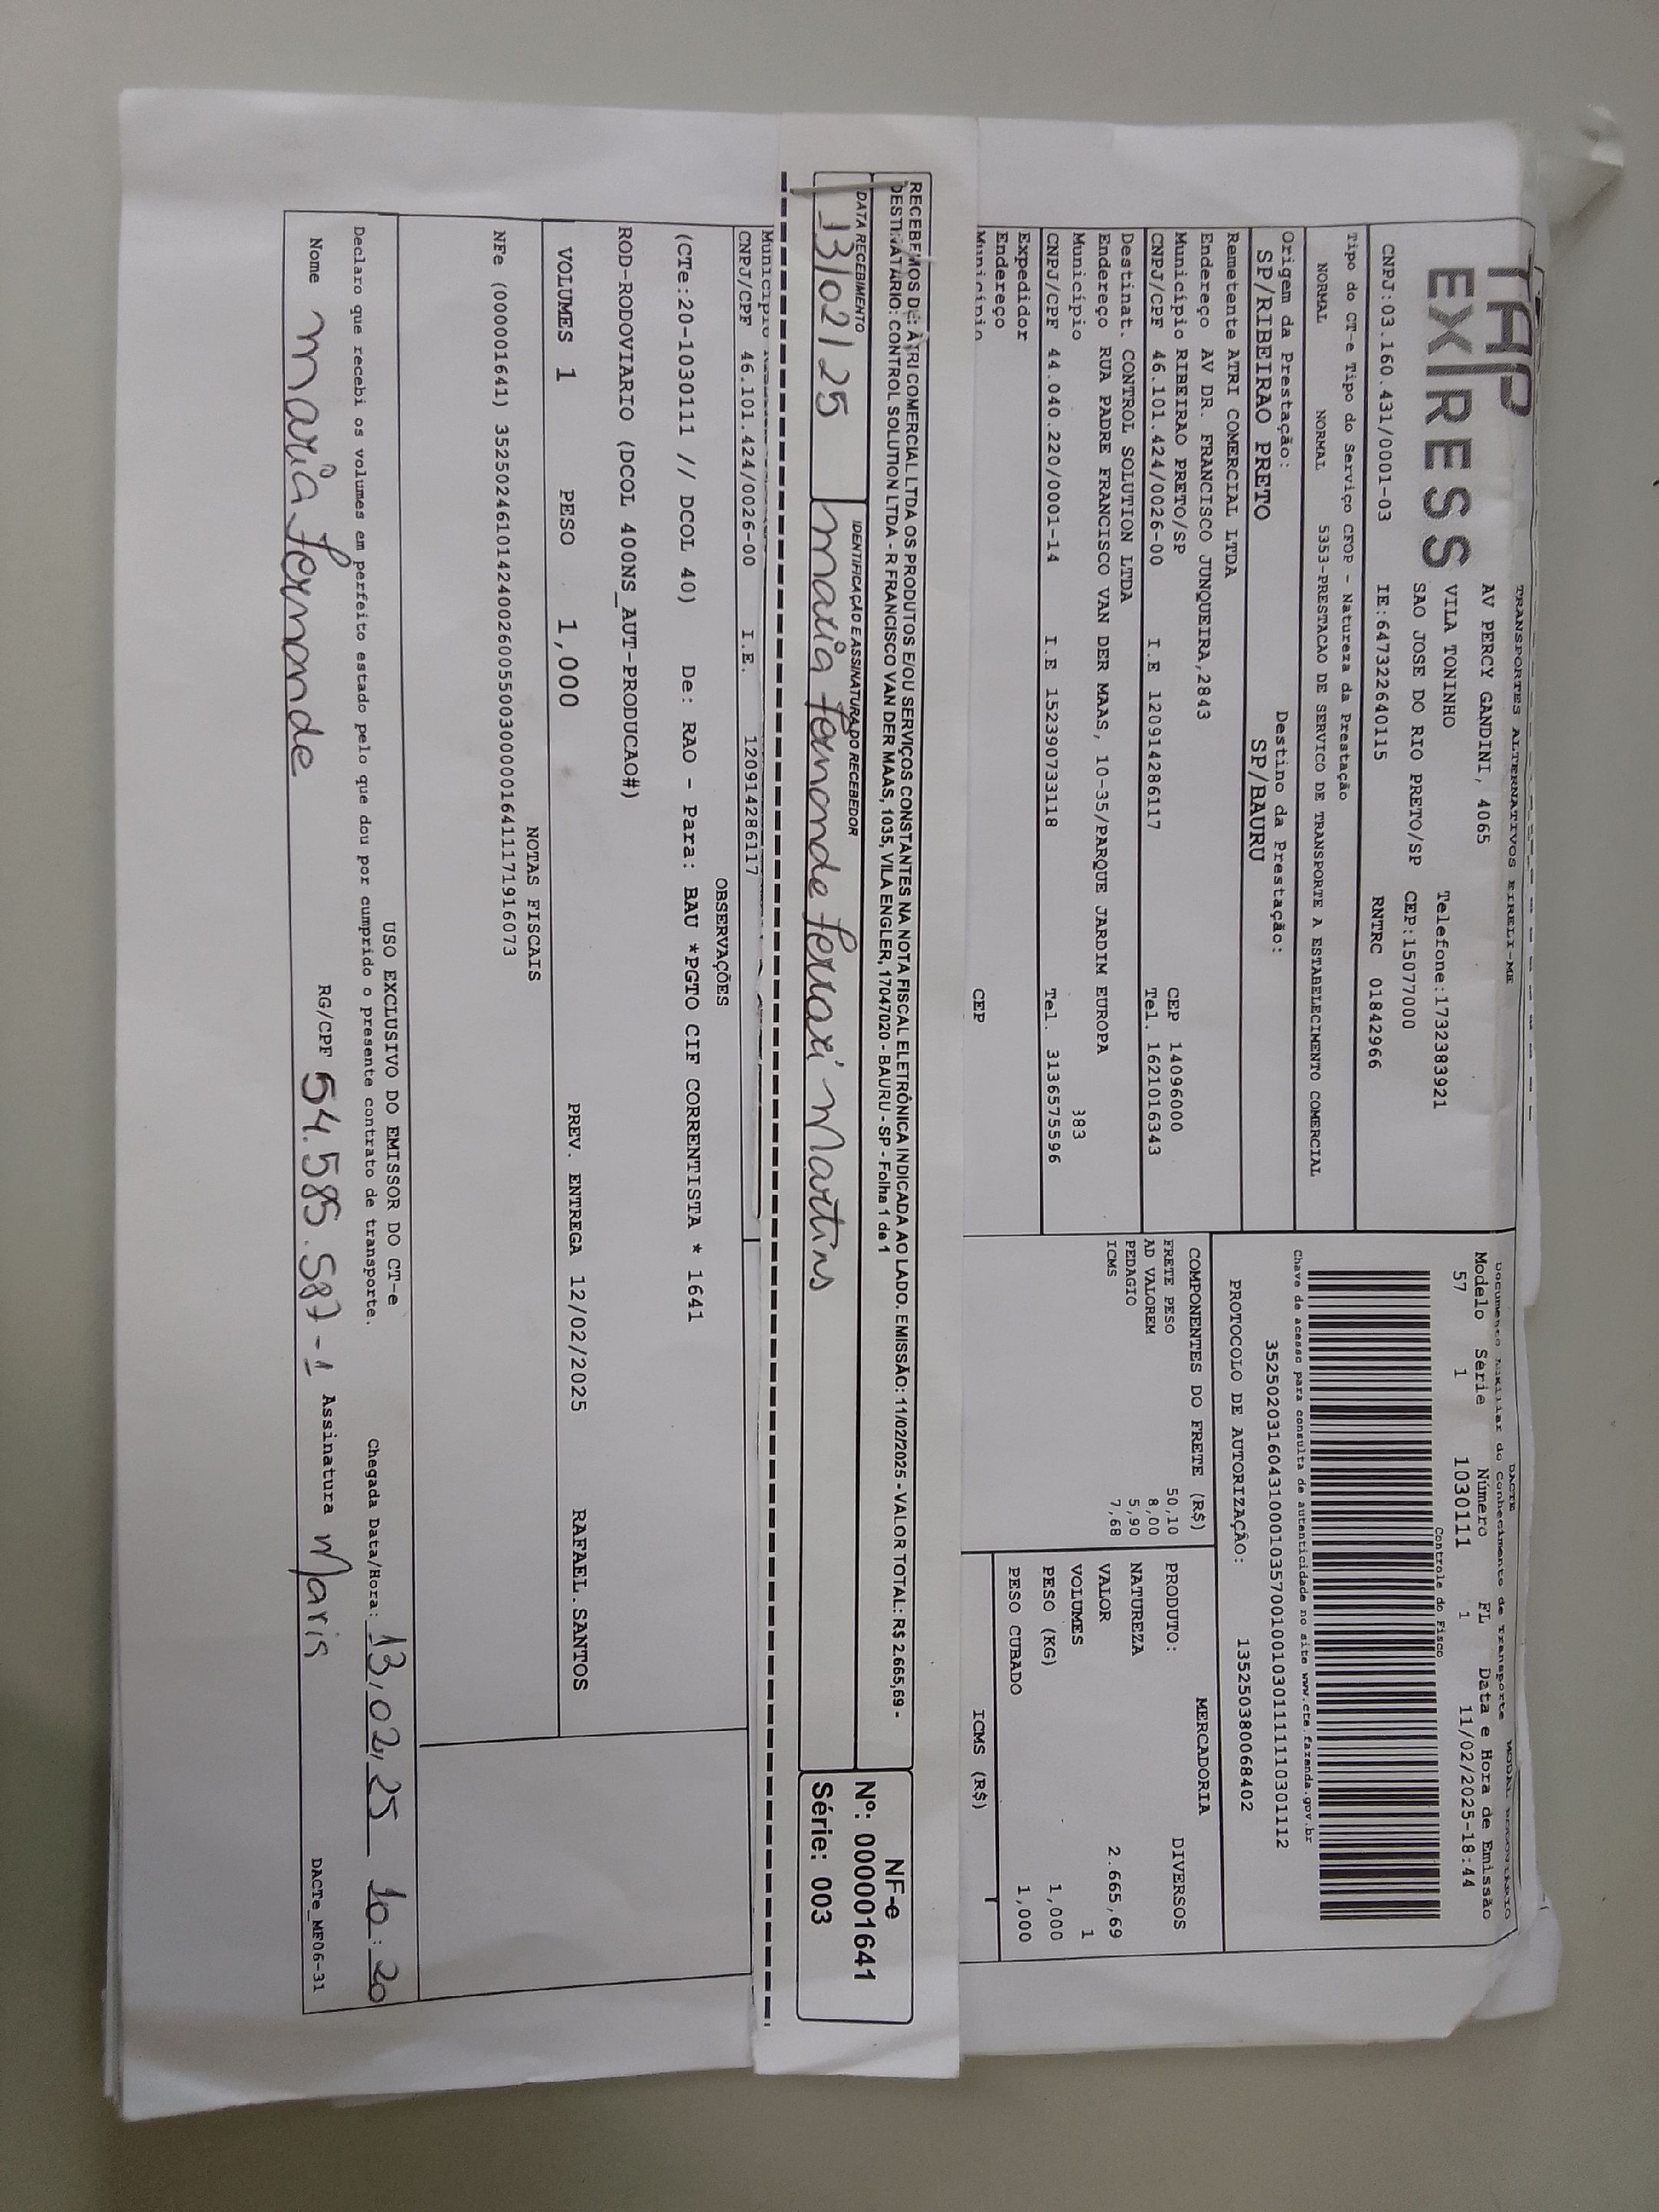 TRANSPORTES ALTERNATIVOS EIRELI-ME
TAP
EXPRESS
AV PERCY GANDINI, 4065
VILA TONINHO Telefone:1732383921
SAO JOSE DO RIO PRETO/SP CEP:15077000
CNPJ:03.160.431/0001-03 IE:647322640115 RNTRC 01842966
Tipo do CT-e Tipo do Serviço CFOP - Natureza da Prestação
NORMAL NORMAL 5353-PRESTACAO DE SERVICO DE TRANSPORTE A ESTABELECIMENTO COMERCIAL
Origem da Prestação: Destino da Prestação:
SP/RIBEIRAO PRETO SP/BAURU
Remetente ATRI COMERCIAL LTDA
Endereço AV DR. FRANCISCO JUNQUEIRA,2843
Município RIBEIRAO PRETO/SP CEP 14096000
CNPJ/CPF 46.101.424/0026-00 I.E 120914286117 Tel. 1621016343
Destinat. CONTROL SOLUTION LTDA
Endereço RUA PADRE FRANCISCO VAN DER MAAS, 10-35/PARQUE JARDIM EUROPA
Município 383
CNPJ/CPF 44.040.220/0001-14 I.E 152390733118 Tel. 3136575596
Expedidor
Endereço
Município CEP
DACTE
Documento Auxiliar do Conhecimento de Transporte MODAL RODOVIARIO
Modelo Série Número FL Data e Hora de Emissão
57 1 1030111 1 11/02/2025-18:44
Controle do Fisco
Chave de acesso para consulta de autenticidade no site www.cte.fazenda.gov.br
35250203160431000103570010010301111110301112
PROTOCOLO DE AUTORIZAÇÃO: 135250380068402
COMPONENTES DO FRETE (R$)
FRETE PESO 50,10
AD VALOREM 8,00
PEDAGIO 5,90
ICMS 7,68
MERCADORIA
PRODUTO: DIVERSOS
NATUREZA
VALOR 2.665,69
VOLUMES 1
PESO (KG) 1,000
PESO CUBADO 1,000
ICMS (R$)
RECEBEMOS DE: ATRI COMERCIAL LTDA OS PRODUTOS E/OU SERVIÇOS CONSTANTES NA NOTA FISCAL ELETRÔNICA INDICADA AO LADO. EMISSÃO: 11/02/2025 - VALOR TOTAL: R$ 2.665,69 -
DESTINATÁRIO: CONTROL SOLUTION LTDA - R FRANCISCO VAN DER MAAS, 1035, VILA ENGLER, 17047020 - BAURU - SP - Folha 1 de 1
DATA RECEBIMENTO IDENTIFICAÇÃO E ASSINATURA DO RECEBEDOR
13/02/25 Maria Fernande Ferraxi Martins
NF-e
Nº: 000001641
Série: 003
Município
CNPJ/CPF 46.101.424/0026-00 I.E. 120914286117
OBSERVAÇÕES
(CTe:20-1030111 // DCOL 40) De: RAO - Para: BAU *PGTO CIF CORRENTISTA * 1641
ROD-RODOVIARIO (DCOL 400NS_AUT-PRODUCAO#)
VOLUMES 1 PESO 1,000 PREV. ENTREGA 12/02/2025 RAFAEL.SANTOS
NOTAS FISCAIS
NFe (000001641) 35250246101424002600550030000016411171916073
USO EXCLUSIVO DO EMISSOR DO CT-e
Declaro que recebi os volumes em perfeito estado pelo que dou por cumprido o presente contrato de transporte. Chegada Data/Hora: 13,02,25 10:20
Nome Maria Fernande RG/CPF 54.585.587-1 Assinatura Maris DACTe_MF06-31